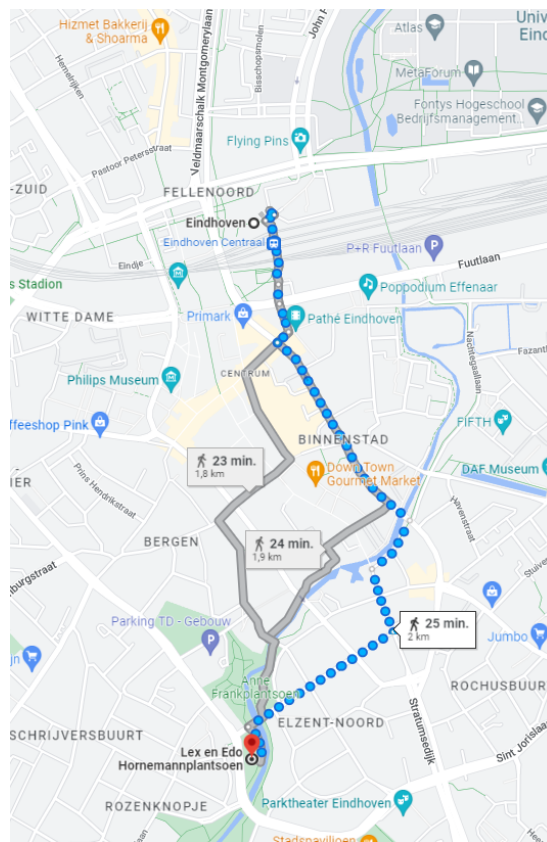 Hizmet Bakkerij
& Shoarma
Hemelrijken
Pastoor Petersstraat
Veldmaarschalk Montgomerylaan
Bisschopsmolen
John F
Atlas
Univ
Eind
MetaForum
Fontys Hogeschool
Bedrijfsmanagement...
Flying Pins
-ZUID
FELLENOORD
Eindhoven
Eindhoven Centraal
P+R Fuutlaan
Fuutlaan
Eindje
s Stadion
WITTE DAME
Primark
Poppodium Effenaar
Pathé Eindhoven
Nachtegaallaan
Fazanth
CENTRUM
Philips Museum
ffeeshop Pink
FIFTH
BINNENSTAD
Down Town
Gourmet Market
DAF Museum
23 min.
1,8 km
Prins Hendrikstraat
IER
Havenstraat
BERGEN
24 min.
1,9 km
burgstraat
Parking TD - Gebouw
25 min.
2 km
Jumbo
jn
Anne
Frankplantsoen
ROCHUSBUUR
SCHRIJVERSBUURT
ELZENT-NOORD
Stratumsedijk
Lex en Edo
Hornemannplantsoen
Sint Jorislaa
ROZENKNOPJE
Parktheater Eindhoven
Stadspaviljoen